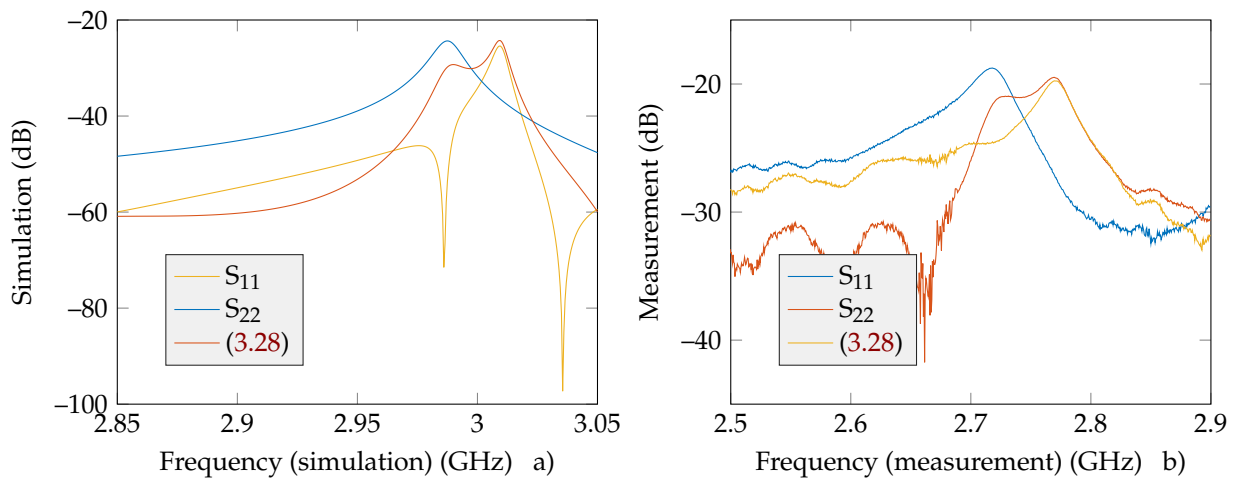 −20
−40
−60
−80
−100
Simulation (dB)
S11
S22
(3.28)
2.85
2.9
2.95
3
3.05
Frequency (simulation) (GHz) a)
−20
−30
−40
Measurement (dB)
S11
S22
(3.28)
2.5
2.6
2.7
2.8
2.9
Frequency (measurement) (GHz) b)